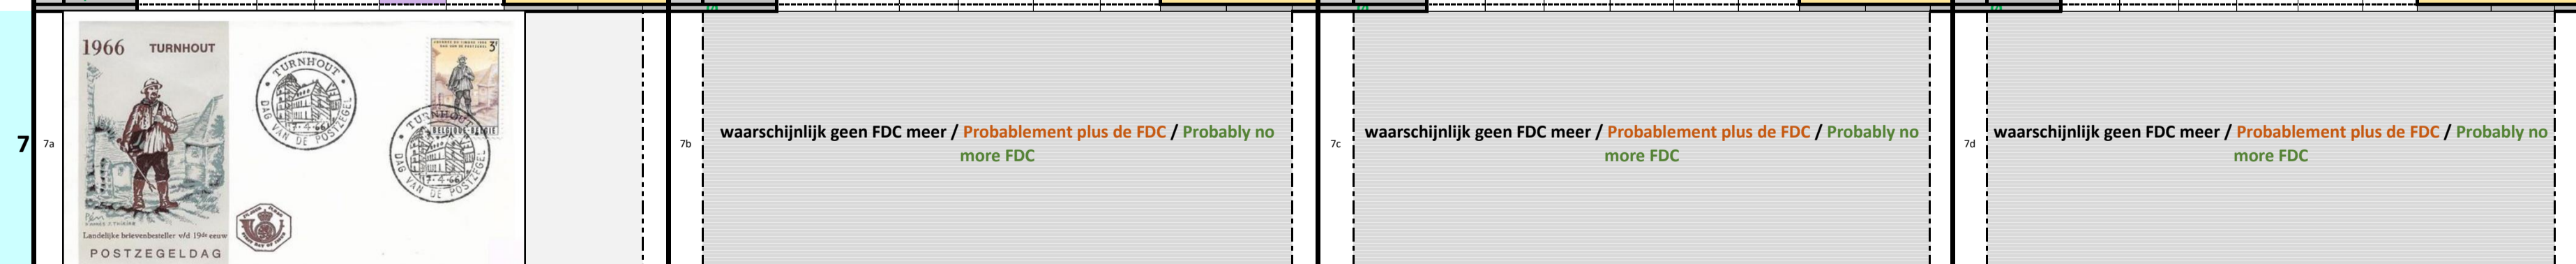 7
7a
1966 TURNHOUT
TURNHOUT
DAG VAN DE POSTZEGEL
3F
BELGIQUE-BELGIË
TURNHOUT
DAG VAN DE POSTZEGEL
Landelijke brievenbesteller v/d 19de eeuw
POSTZEGELDAG
7b
waarschijnlijk geen FDC meer / Probablement plus de FDC / Probably no
more FDC
7c
waarschijnlijk geen FDC meer / Probablement plus de FDC / Probably no
more FDC
7d
waarschijnlijk geen FDC meer / Probablement plus de FDC / Probably no
more FDC